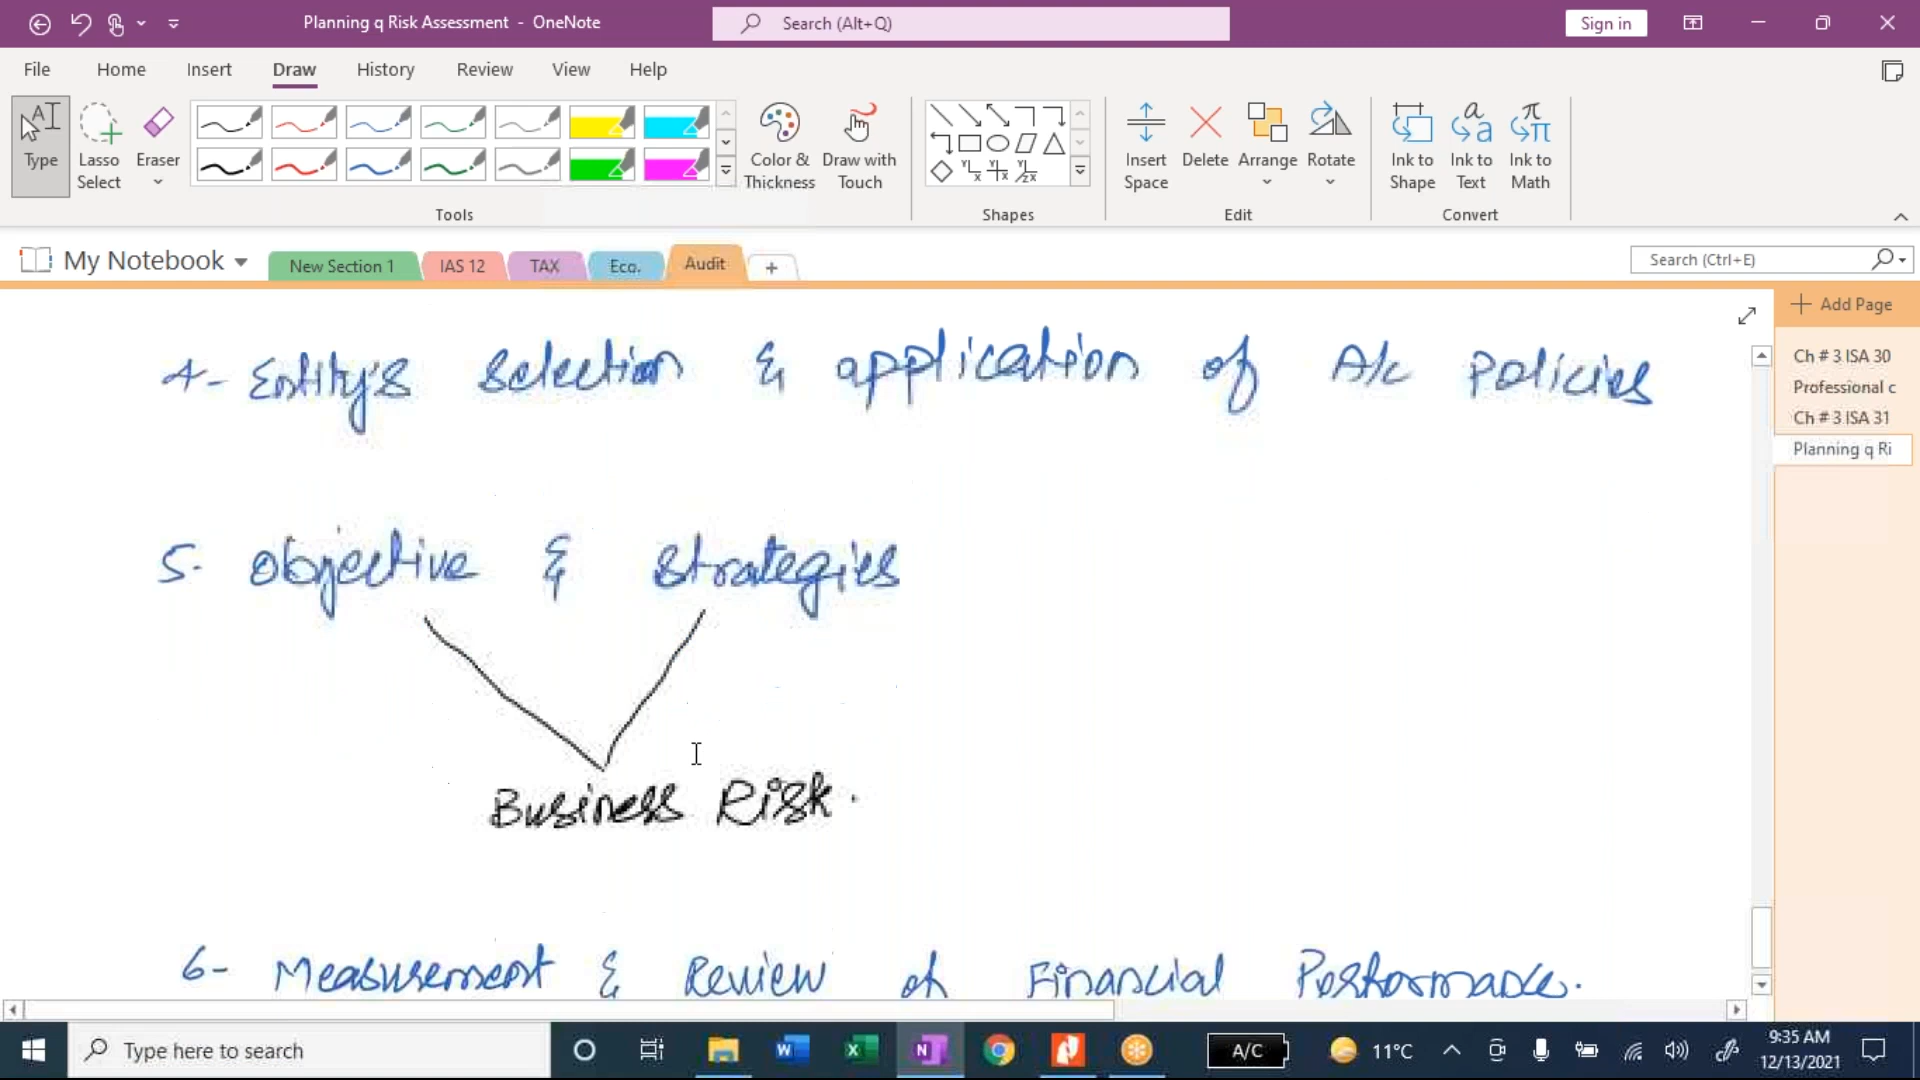 Planning q Risk Assessment - OneNote
Search (Alt+Q)
Sign in
File Home Insert Draw History Review View Help
Type
Lasso Select
Eraser
Color & Thickness
Draw with Touch
Insert Space
Delete
Arrange
Rotate
Ink to Shape
Ink to Text
Ink to Math
Tools Shapes Edit Convert
My Notebook New Section 1 IAS 12 TAX Eco. Audit
Search (Ctrl+E)
Add Page
Ch # 3 ISA 30
Professional c
Ch # 3 ISA 31
Planning q Ri
4- Entity's Selection & application of A/c Policies
5- Objective & Strategies
Business Risk.
6- Measurement & Review of Financial Performance.
Type here to search
A/C
11°C
9:35 AM
12/13/2021